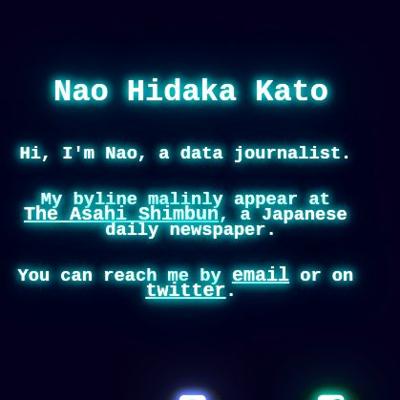 Nao Hidaka Kato
Hi, I'm Nao, a data journalist.
My byline malinly appear at
The Asahi Shimbun, a Japanese
daily newspaper.
You can reach me by email or on
twitter.